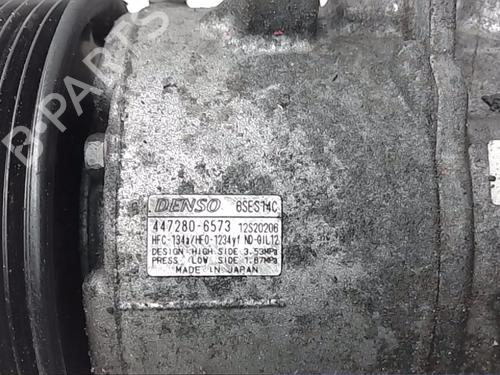 DENSO 6SES14C
447280-6573 12S20206
HFC-134a/HFO-1234yf ND-OIL12
DESIGN HIGH SIDE 3.53MPa
PRESS. LOW SIDE 1.87MPa
MADE IN JAPAN
B-PARTS